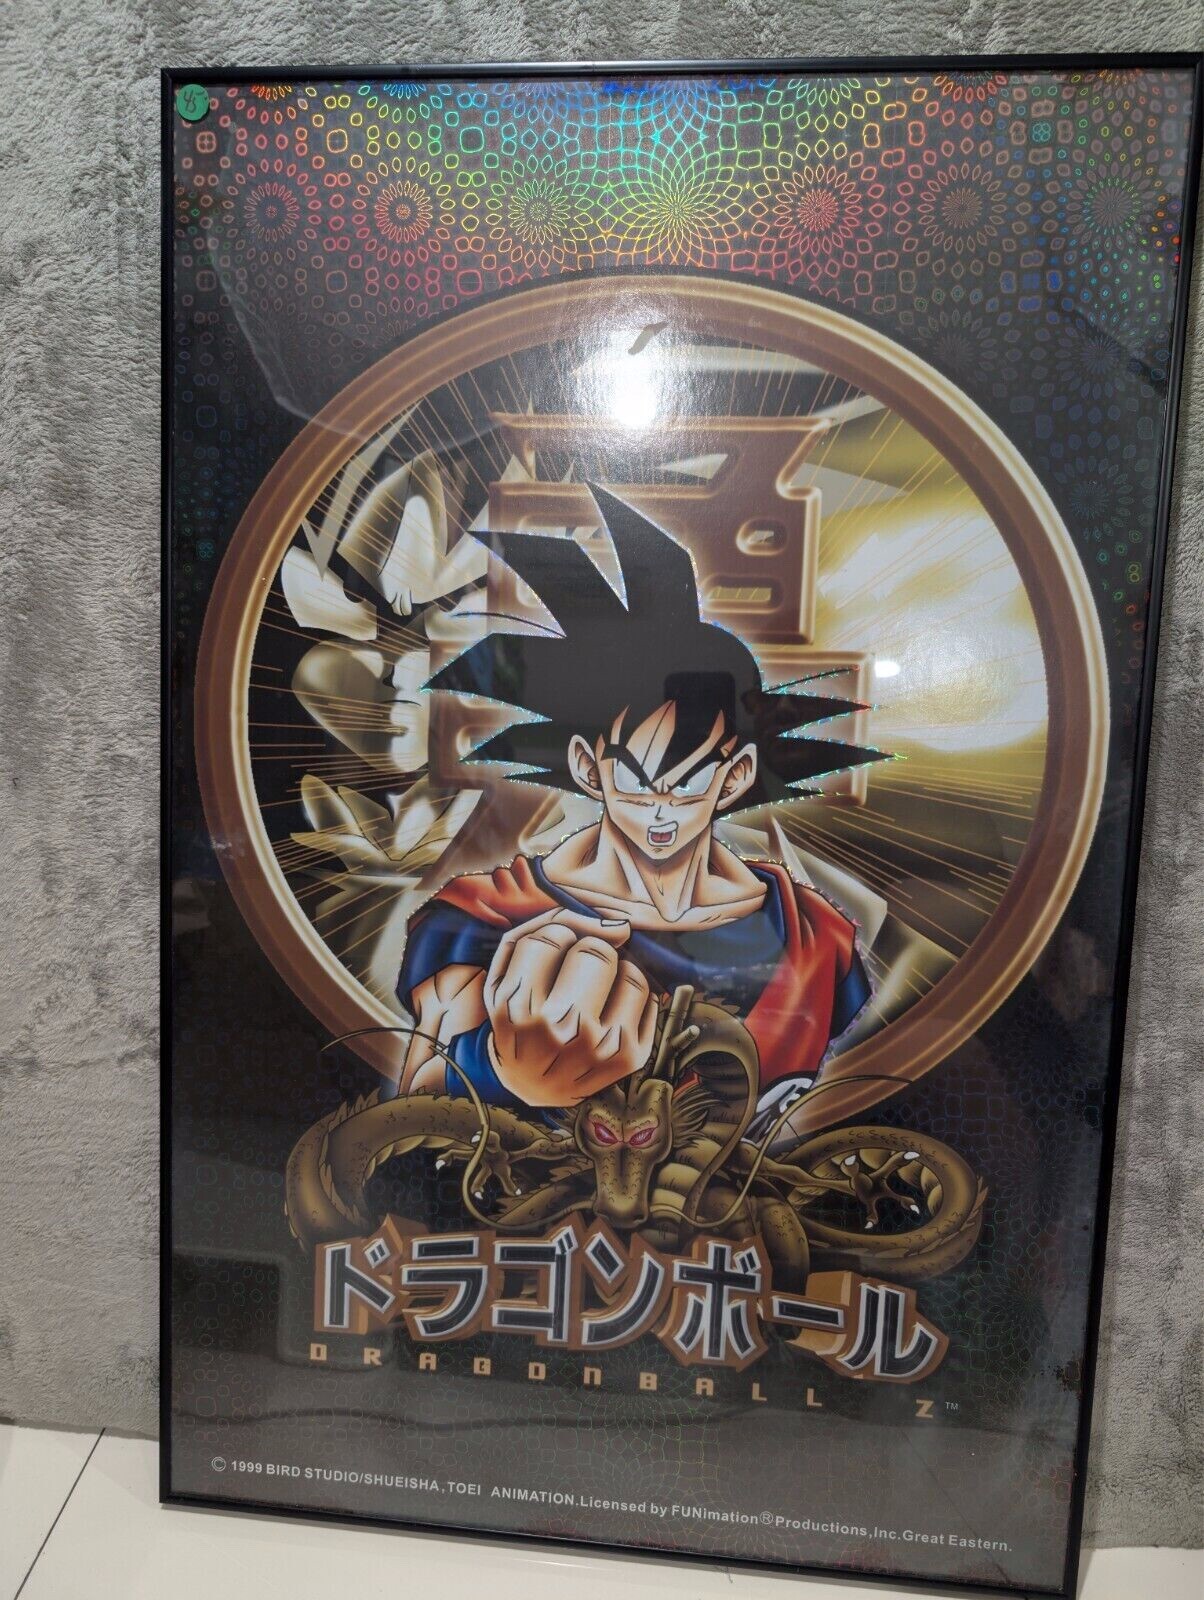 45-
ドラゴンボール
DRAGONBALL Z™
© 1999 BIRD STUDIO/SHUEISHA,TOEI ANIMATION.Licensed by FUNimation®Productions,Inc.Great Eastern.